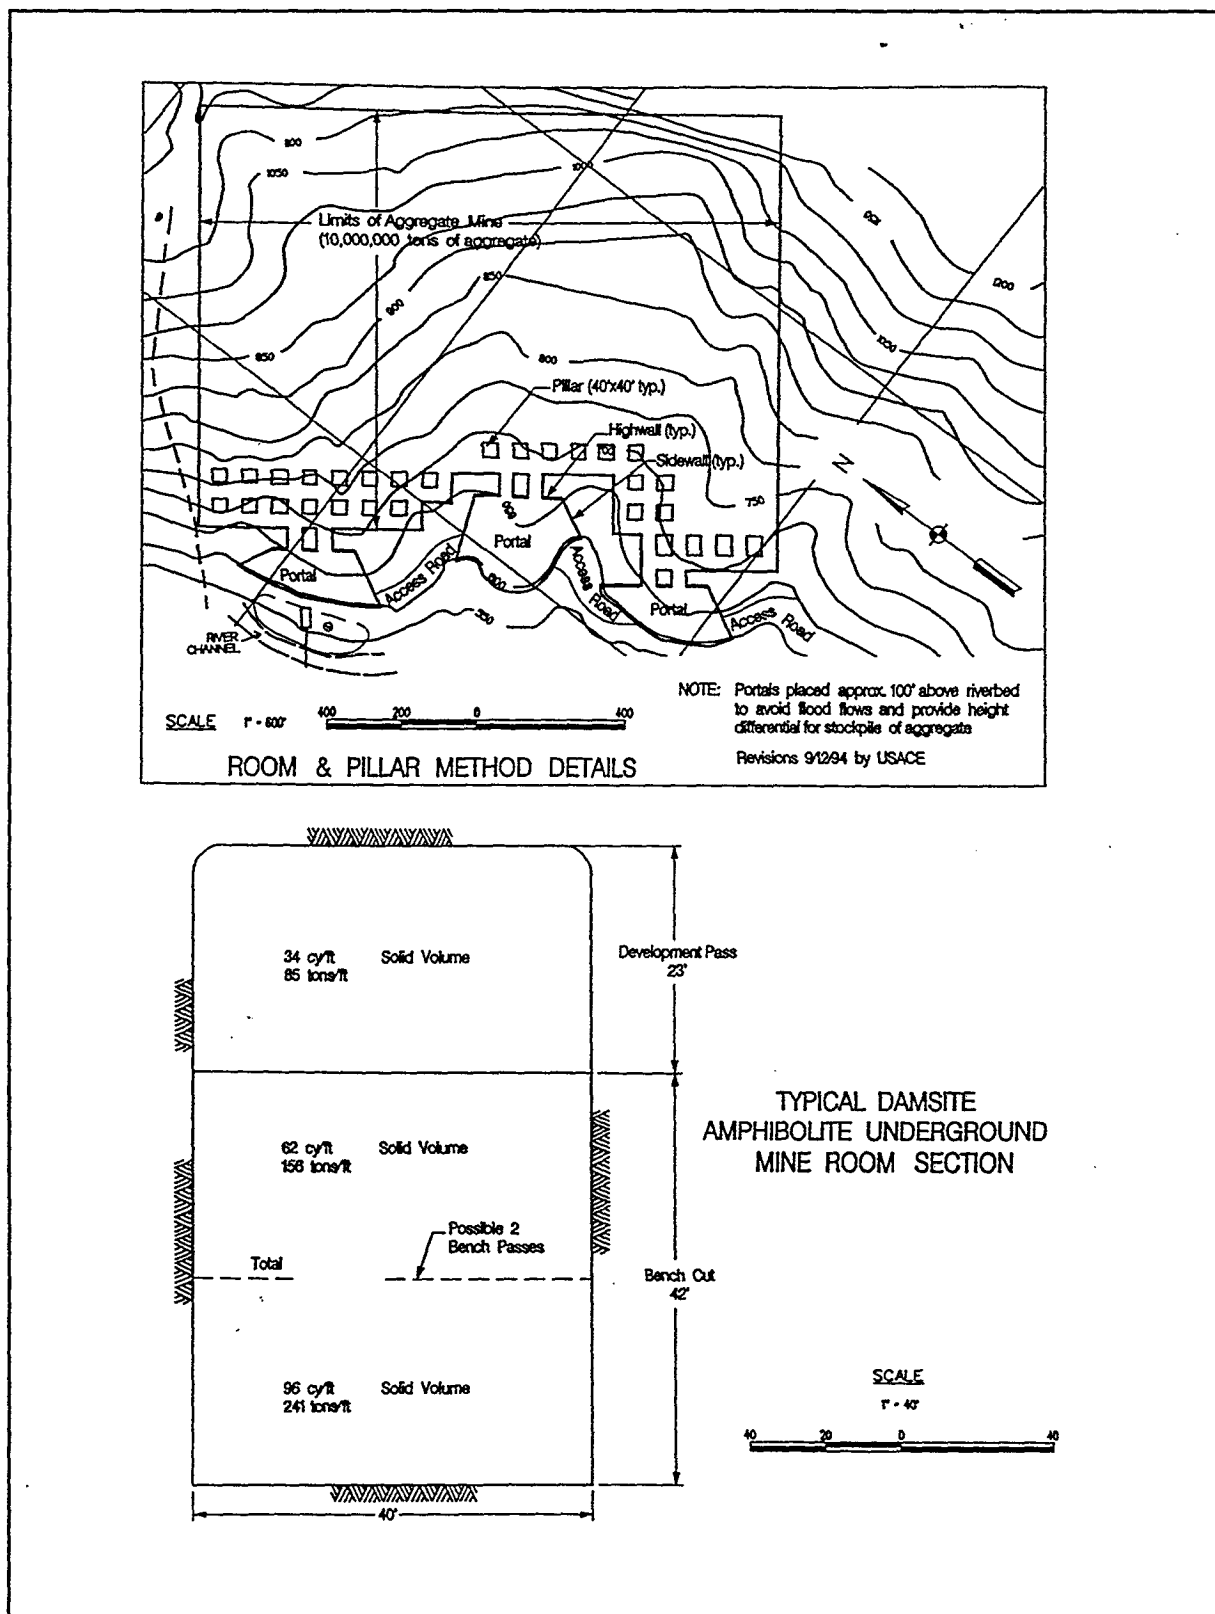 1100
1050
1000
Limits of Aggregate Mine
(10,000,000 tons of aggregate)
1150
1200
850
900
850
800
1050
Pillar (40'x40' typ.)
Highwall (typ.)
Sidewall (typ.)
N
750
Portal
Portal
Portal
Access Road
Access Road
Access Road
600
550
RIVER
CHANNEL
SCALE 1" = 600'
400 200 0 400
NOTE: Portals placed approx. 100' above riverbed
to avoid flood flows and provide height
differential for stockpile of aggregate
Revisions 9/12/94 by USACE
ROOM & PILLAR METHOD DETAILS
34 cy/ft Solid Volume
85 tons/ft
Development Pass
23'
62 cy/ft Solid Volume
156 tons/ft
TYPICAL DAMSITE
AMPHIBOLITE UNDERGROUND
MINE ROOM SECTION
Possible 2
Bench Passes
Total
Bench Cut
42'
96 cy/ft Solid Volume
241 tons/ft
SCALE
1" = 40'
40 20 0 40
40'